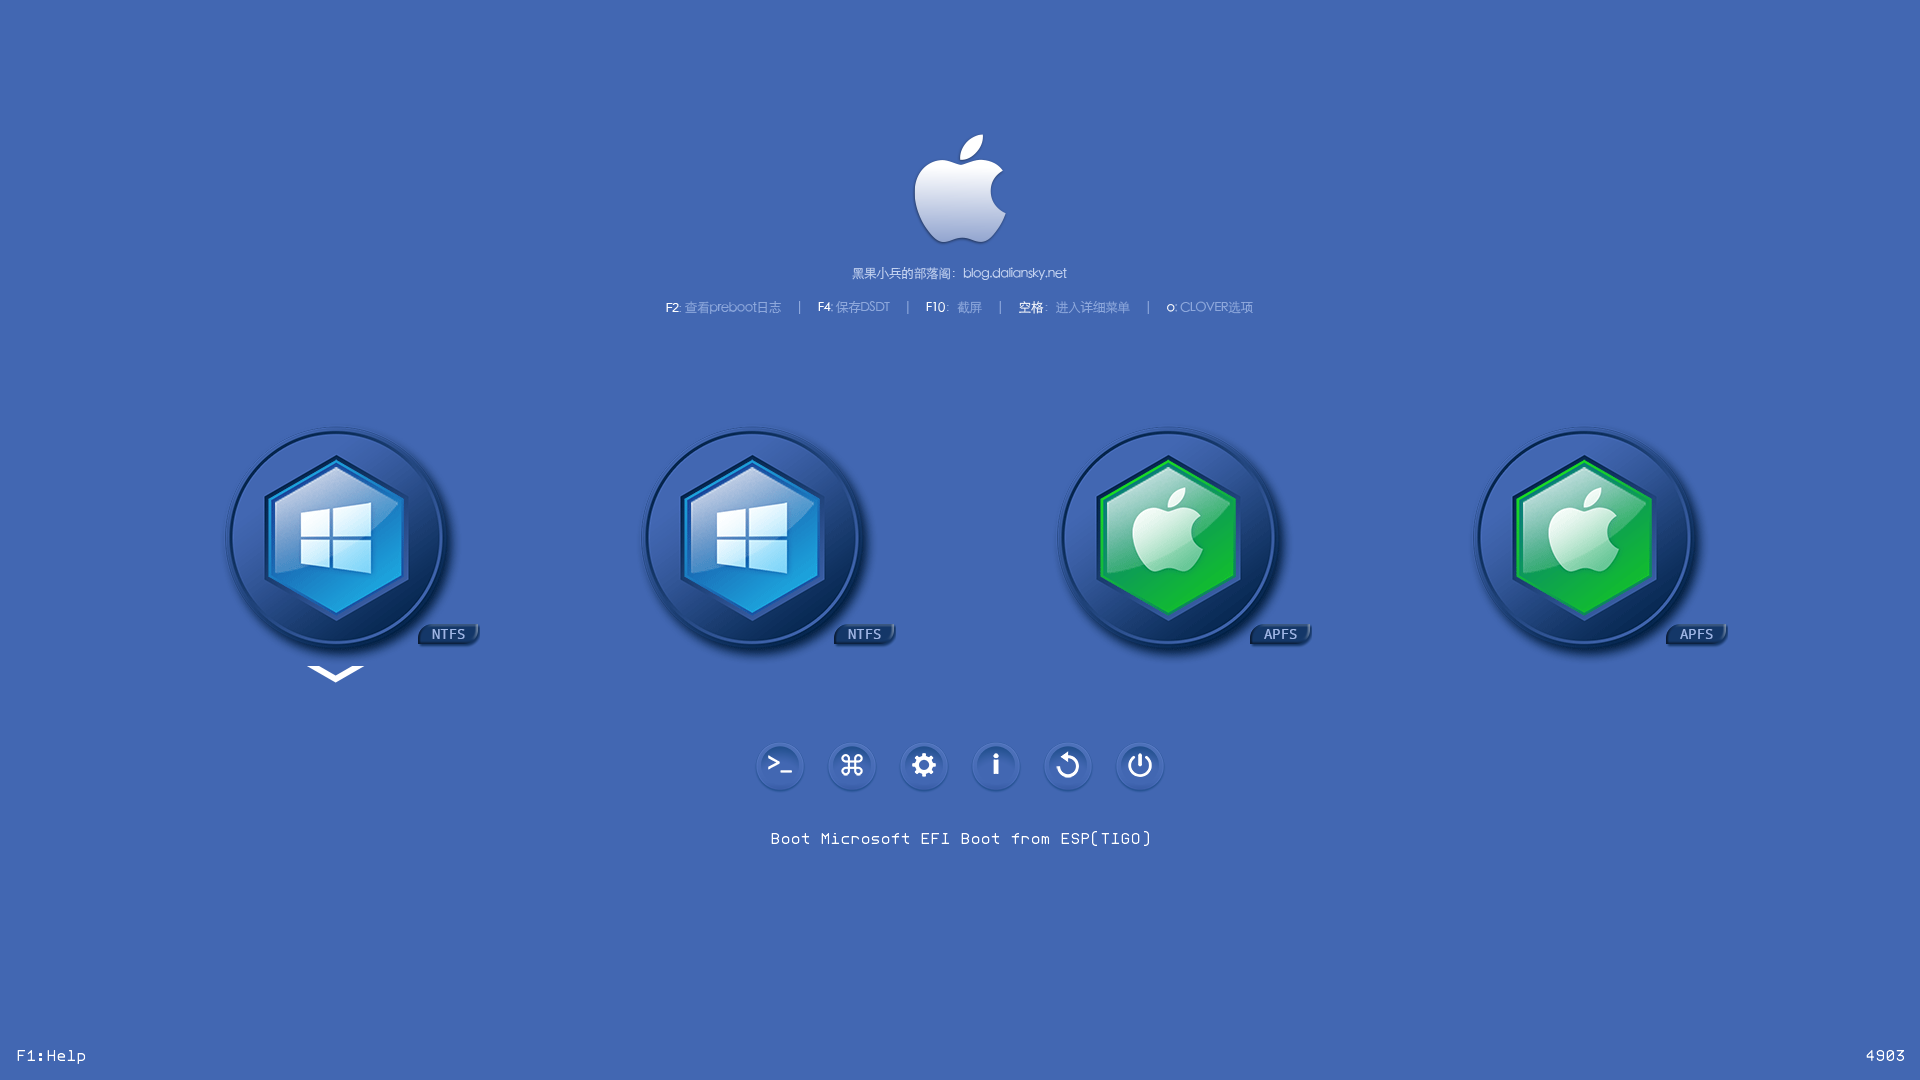 黑果小兵的部落阁：blog.daliansky.net
F2: 查看preboot日志 | F4: 保存DSDT | F10: 截屏 | 空格: 进入详细菜单 | o: CLOVER选项
NTFS NTFS APFS APFS
Boot Microsoft EFI Boot from ESP(TIGO)
F1:Help 4903